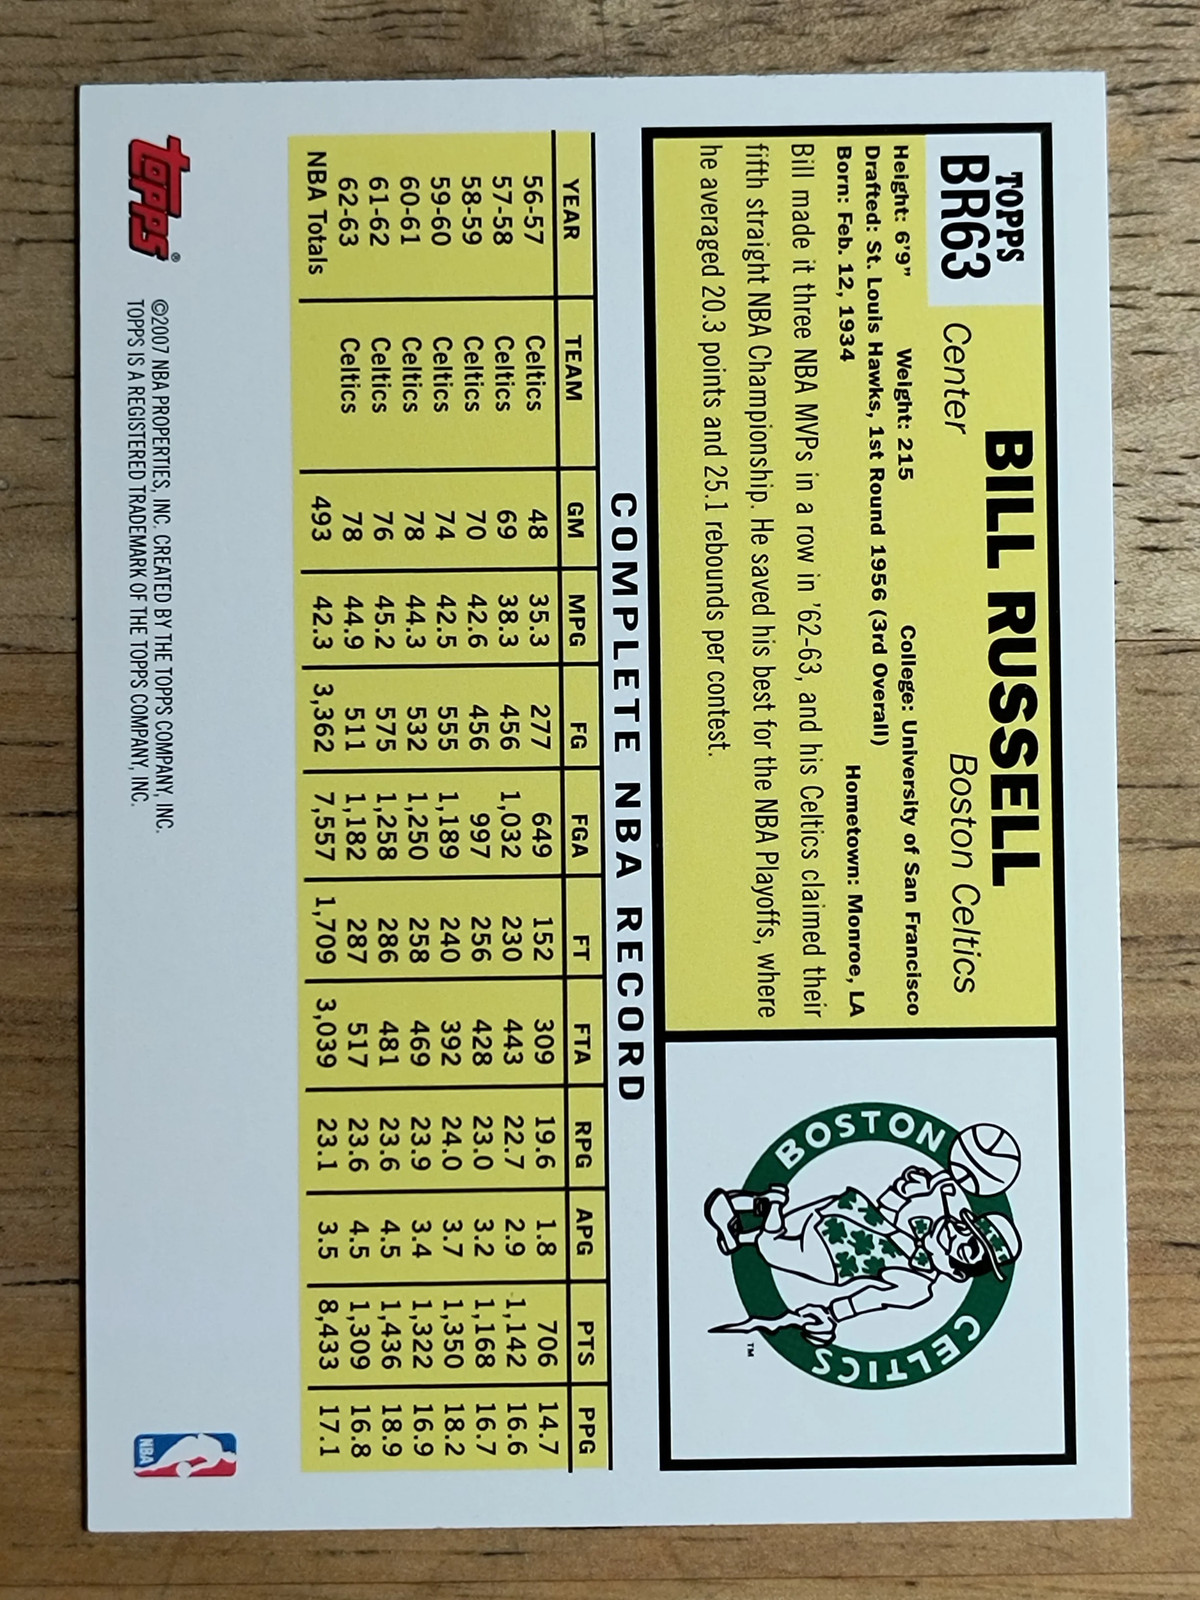 TOPPS
BR63
BILL RUSSELL
Center Boston Celtics
Height: 6'9" Weight: 215 College: University of San Francisco
Drafted: St. Louis Hawks, 1st Round 1956 (3rd Overall)
Born: Feb. 12, 1934 Hometown: Monroe, LA
Bill made it three NBA MVPs in a row in '62-63, and his Celtics claimed their
fifth straight NBA Championship. He saved his best for the NBA Playoffs, where
he averaged 20.3 points and 25.1 rebounds per contest.
BOSTON
CELTICS
TM
COMPLETE NBA RECORD
YEAR TEAM GM MPG FG FGA FT FTA RPG APG PTS PPG
56-57 Celtics 48 35.3 277 649 152 309 19.6 1.8 706 14.7
57-58 Celtics 69 38.3 456 1,032 230 443 22.7 2.9 1,142 16.6
58-59 Celtics 70 42.6 456 997 256 428 23.0 3.2 1,168 16.7
59-60 Celtics 74 42.5 555 1,189 240 392 24.0 3.7 1,350 18.2
60-61 Celtics 78 44.3 532 1,250 258 469 23.9 3.4 1,322 16.9
61-62 Celtics 76 45.2 575 1,258 286 481 23.6 4.5 1,436 18.9
62-63 Celtics 78 44.9 511 1,182 287 517 23.6 4.5 1,309 16.8
NBA Totals 493 42.3 3,362 7,557 1,709 3,039 23.1 3.5 8,433 17.1
topps®
©2007 NBA PROPERTIES, INC. CREATED BY THE TOPPS COMPANY, INC.
TOPPS IS A REGISTERED TRADEMARK OF THE TOPPS COMPANY, INC.
NBA